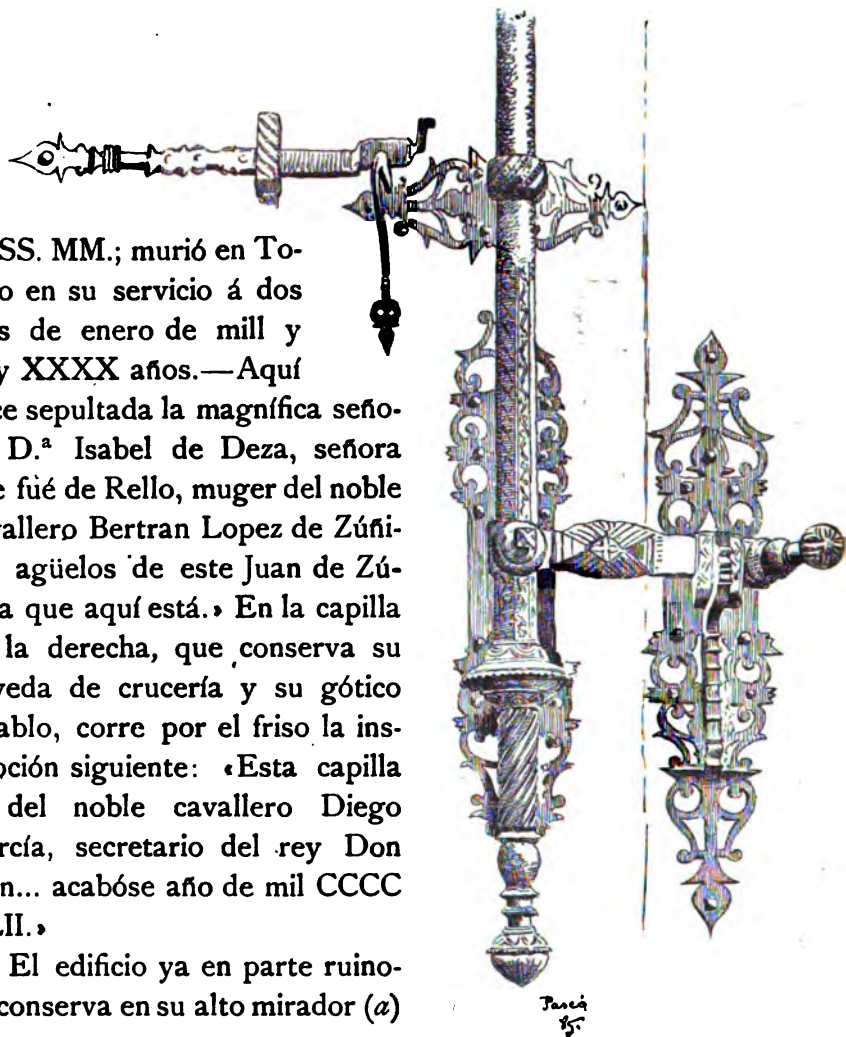 SS. MM.; murió en To-
o en su servicio á dos
s de enero de mill y
y XXXX años.—Aquí
ce sepultada la magnífica seño-
D.ª Isabel de Deza, señora
e fué de Rello, muger del noble
vallero Bertran Lopez de Zúñi-
agüelos de este Juan de Zú-
a que aquí está.» En la capilla
la derecha, que conserva su
veda de crucería y su gótico
ablo, corre por el friso la ins-
pción siguiente: «Esta capilla
del noble cavallero Diego
rcía, secretario del rey Don
n... acabóse año de mil CCCC
LII.»
El edificio ya en parte ruino-
conserva en su alto mirador (a)
85.